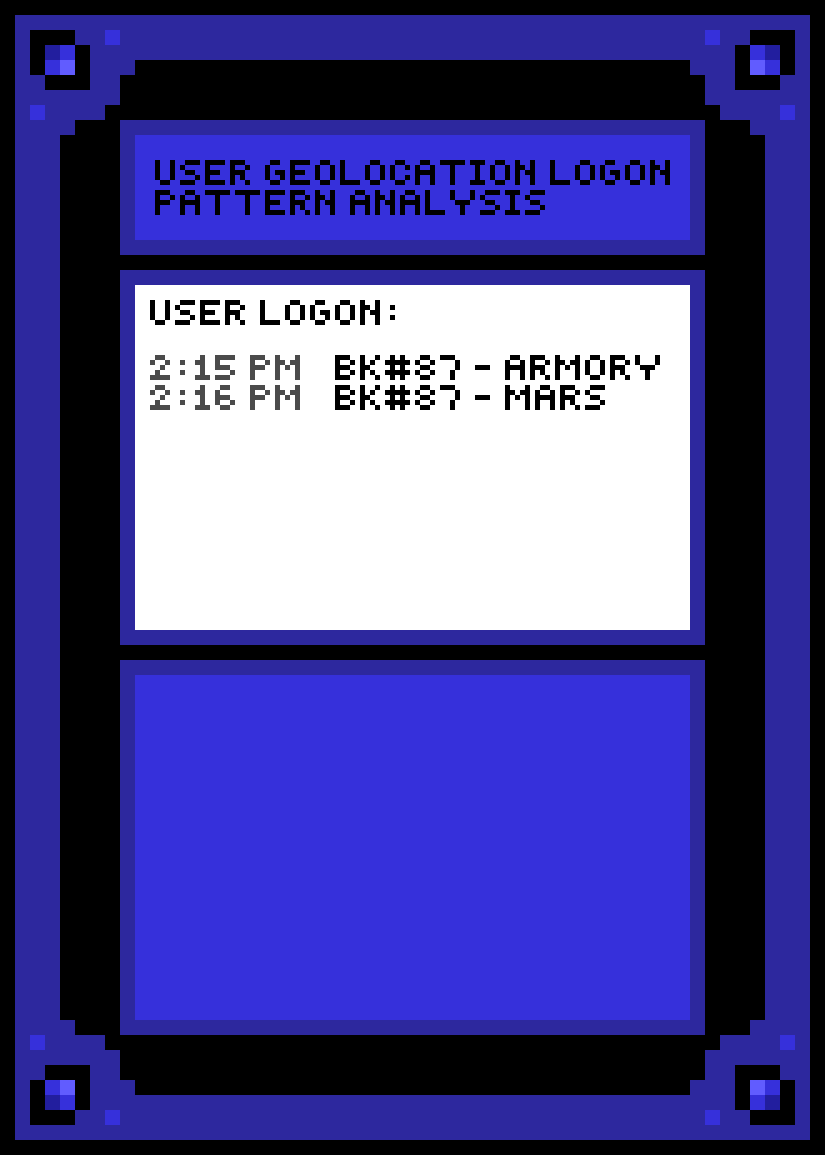 USER GEOLOCATION LOGON
PATTERN ANALYSIS
USER LOGON:
2:15 PM BK#87 - ARMORY
2:16 PM BK#87 - MARS